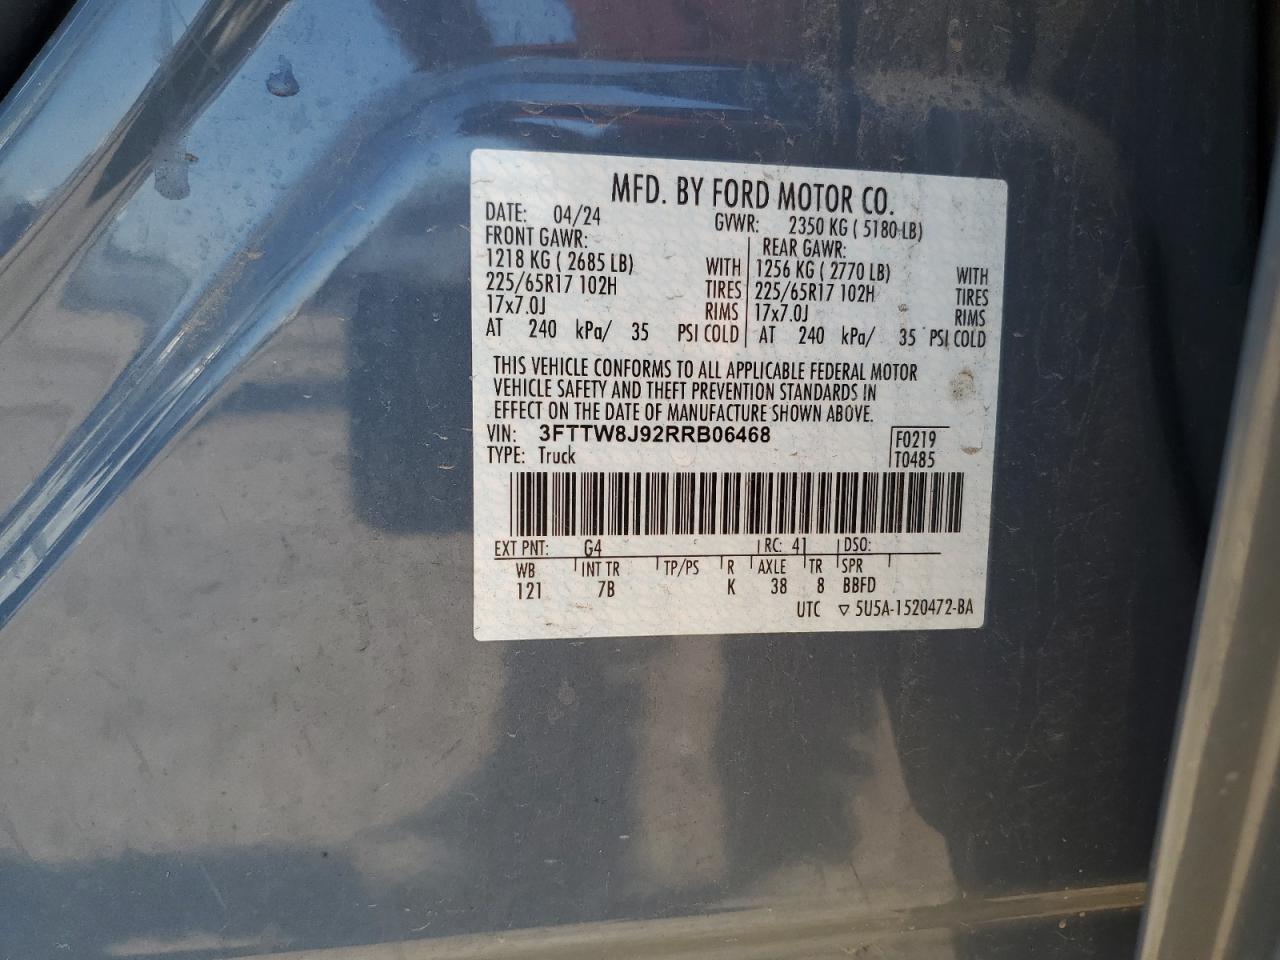 MFD. BY FORD MOTOR CO.
DATE: 04/24 GVWR: 2350 KG ( 5180 LB)
FRONT GAWR: REAR GAWR:
1218 KG ( 2685 LB) WITH 1256 KG ( 2770 LB) WITH
225/65R17 102H TIRES 225/65R17 102H TIRES
17x7.0J RIMS 17x7.0J RIMS
AT 240 kPa/ 35 PSI COLD AT 240 kPa/ 35 PSI COLD
THIS VEHICLE CONFORMS TO ALL APPLICABLE FEDERAL MOTOR
VEHICLE SAFETY AND THEFT PREVENTION STANDARDS IN
EFFECT ON THE DATE OF MANUFACTURE SHOWN ABOVE.
VIN: 3FTTW8J92RRB06468 F0219
TYPE: Truck T0485
EXT PNT: G4 RC: 41 DSO:
WB INT TR TP/PS R AXLE TR SPR
121 7B K 38 8 BBFD
UTC ▽ 5U5A-1520472-BA